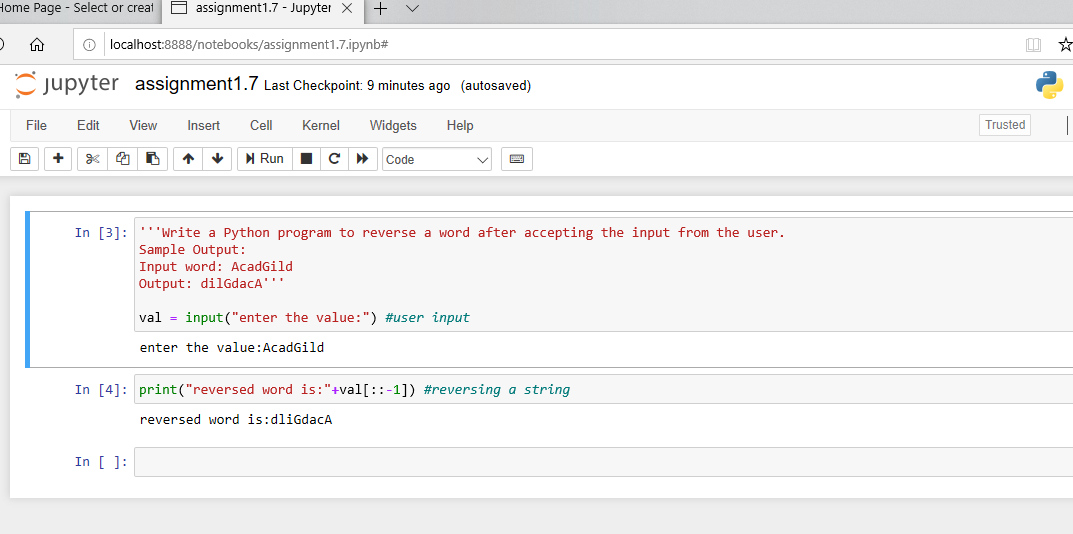 Home Page - Select or creat
assignment1.7 - Jupyter
localhost:8888/notebooks/assignment1.7.ipynb#
jupyter assignment1.7 Last Checkpoint: 9 minutes ago (autosaved)
File Edit View Insert Cell Kernel Widgets Help Trusted
Run Code
In [3]: '''Write a Python program to reverse a word after accepting the input from the user.
Sample Output:
Input word: AcadGild
Output: dilGdacA'''
val = input("enter the value:") #user input
enter the value:AcadGild
In [4]: print("reversed word is:"+val[::-1]) #reversing a string
reversed word is:dliGdacA
In [ ]: